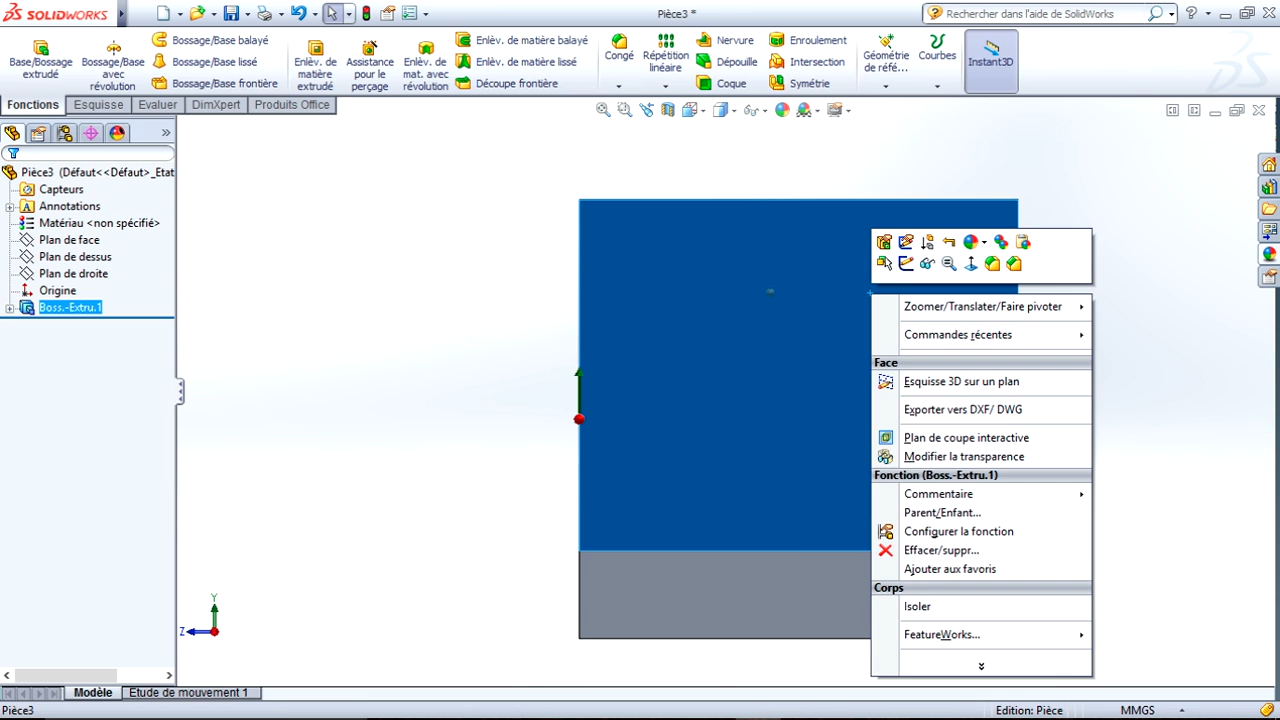 SOLIDWORKS
Pièce3 *
Rechercher dans l'aide de SolidWorks
Base/Bossage extrudé
Bossage/Base avec révolution
Bossage/Base balayé
Bossage/Base lissé
Bossage/Base frontière
Enlèv. de matière extrudé
Assistance pour le perçage
Enlèv. de mat. avec révolution
Enlèv. de matière balayé
Enlèv. de matière lissé
Découpe frontière
Congé
Répétition linéaire
Nervure
Dépouille
Coque
Enroulement
Intersection
Symétrie
Géométrie de réfé...
Courbes
Instant3D
Fonctions
Esquisse
Evaluer
DimXpert
Produits Office
Pièce3 (Défaut<<Défaut>_Etat
Capteurs
Annotations
Matériau <non spécifié>
Plan de face
Plan de dessus
Plan de droite
Origine
Boss.-Extru.1
Zoomer/Translater/Faire pivoter
Commandes récentes
Face
Esquisse 3D sur un plan
Exporter vers DXF/ DWG
Plan de coupe interactive
Modifier la transparence
Fonction (Boss.-Extru.1)
Commentaire
Parent/Enfant...
Configurer la fonction
Effacer/suppr...
Ajouter aux favoris
Corps
Isoler
FeatureWorks...
Y
Z
Modèle
Etude de mouvement 1
Pièce3
Edition: Pièce
MMGS